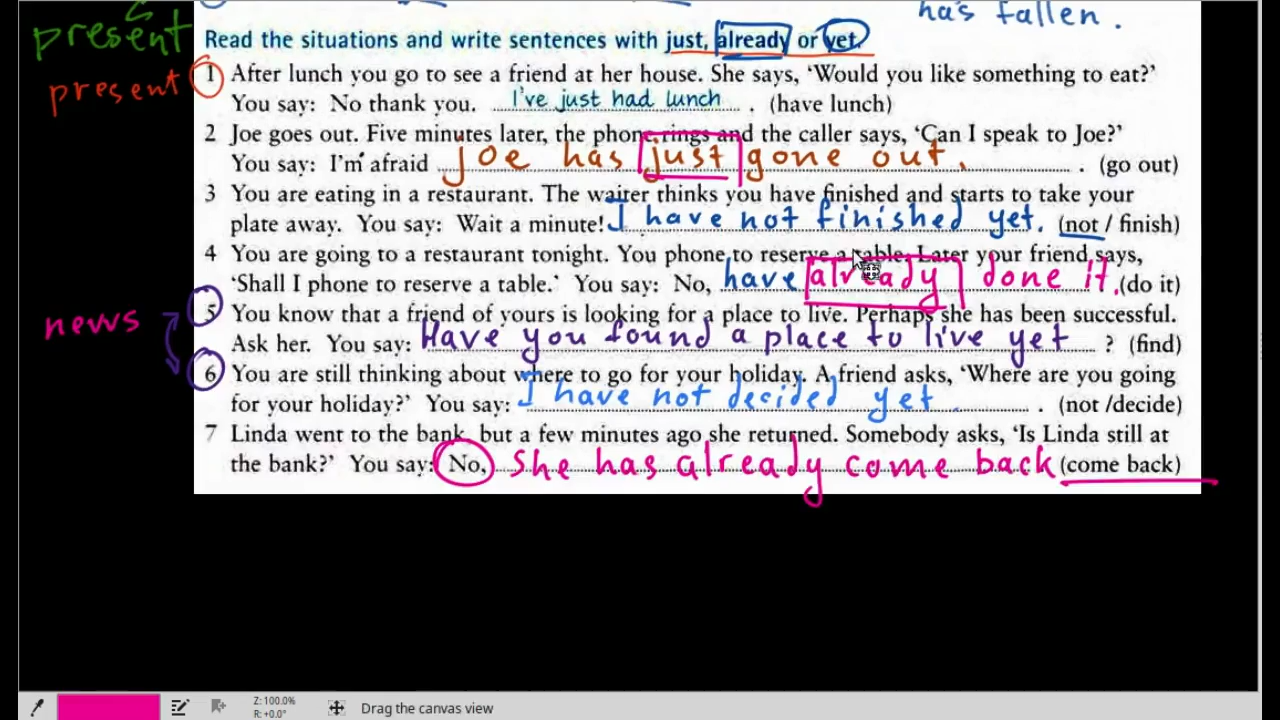 has fallen.
present
Read the situations and write sentences with just, already or yet.
present
1 After lunch you go to see a friend at her house. She says, ‘Would you like something to eat?’
You say: No thank you. I've just had lunch . (have lunch)
2 Joe goes out. Five minutes later, the phone rings and the caller says, ‘Can I speak to Joe?’
You say: I'm afraid Joe has just gone out. . (go out)
3 You are eating in a restaurant. The waiter thinks you have finished and starts to take your
plate away. You say: Wait a minute! I have not finished yet. (not / finish)
4 You are going to a restaurant tonight. You phone to reserve a table. Later your friend says,
‘Shall I phone to reserve a table.’ You say: No, have already done it. (do it)
news
5 You know that a friend of yours is looking for a place to live. Perhaps she has been successful.
Ask her. You say: Have you found a place to live yet ? (find)
6 You are still thinking about where to go for your holiday. A friend asks, ‘Where are you going
for your holiday?’ You say: I have not decided yet . . (not /decide)
7 Linda went to the bank, but a few minutes ago she returned. Somebody asks, ‘Is Linda still at
the bank?’ You say: No, she has already come back (come back)
Z: 100.0%
R: +0.0°
Drag the canvas view